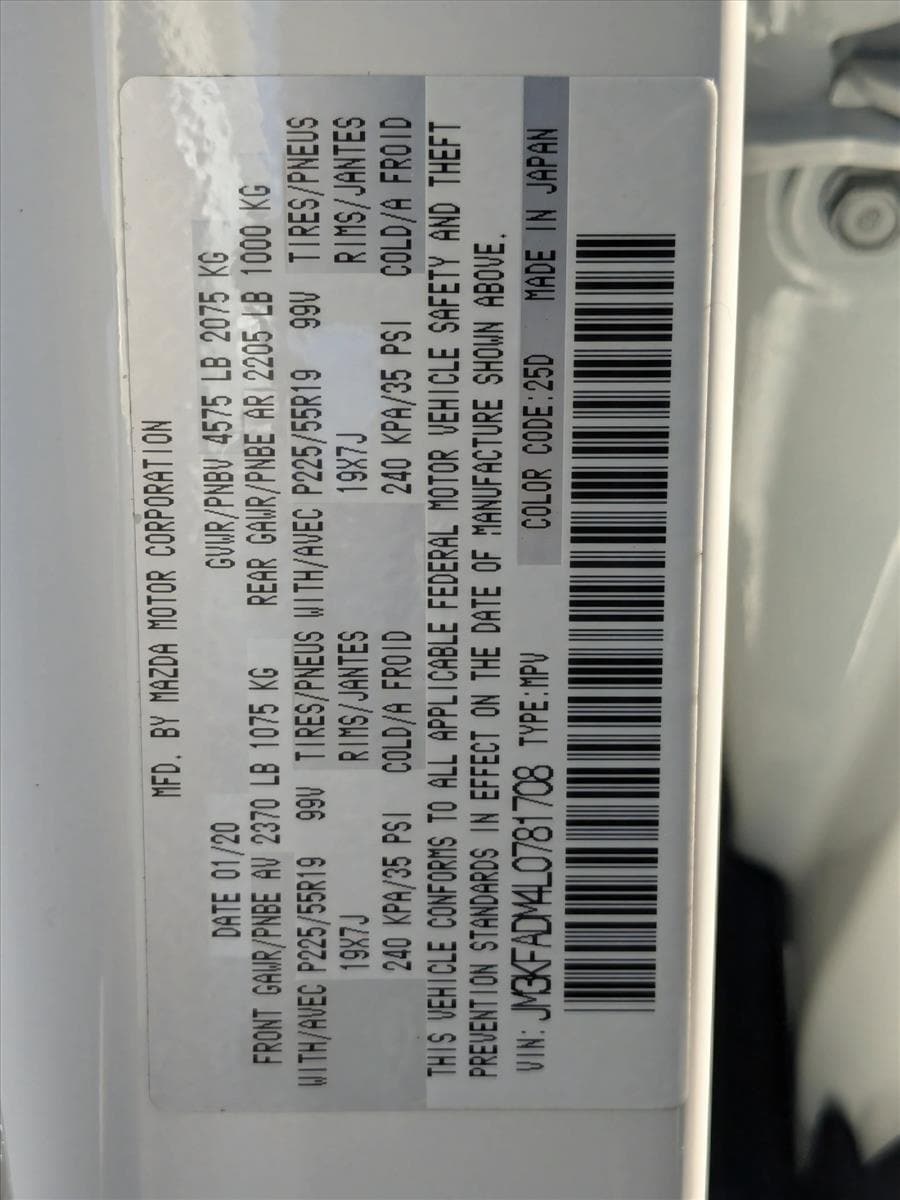 MFD. BY MAZDA MOTOR CORPORATION
DATE 01/20 GVWR/PNBV 4575 LB 2075 KG
FRONT GAWR/PNBE AV 2370 LB 1075 KG REAR GAWR/PNBE AR 2205 LB 1000 KG
WITH/AVEC P225/55R19 99V TIRES/PNEUS WITH/AVEC P225/55R19 99V TIRES/PNEUS
19X7J RIMS/JANTES 19X7J RIMS/JANTES
240 KPA/35 PSI COLD/A FROID 240 KPA/35 PSI COLD/A FROID
THIS VEHICLE CONFORMS TO ALL APPLICABLE FEDERAL MOTOR VEHICLE SAFETY AND THEFT
PREVENTION STANDARDS IN EFFECT ON THE DATE OF MANUFACTURE SHOWN ABOVE.
VIN: JM3KFADM4L0781708 TYPE:MPV COLOR CODE:25D MADE IN JAPAN